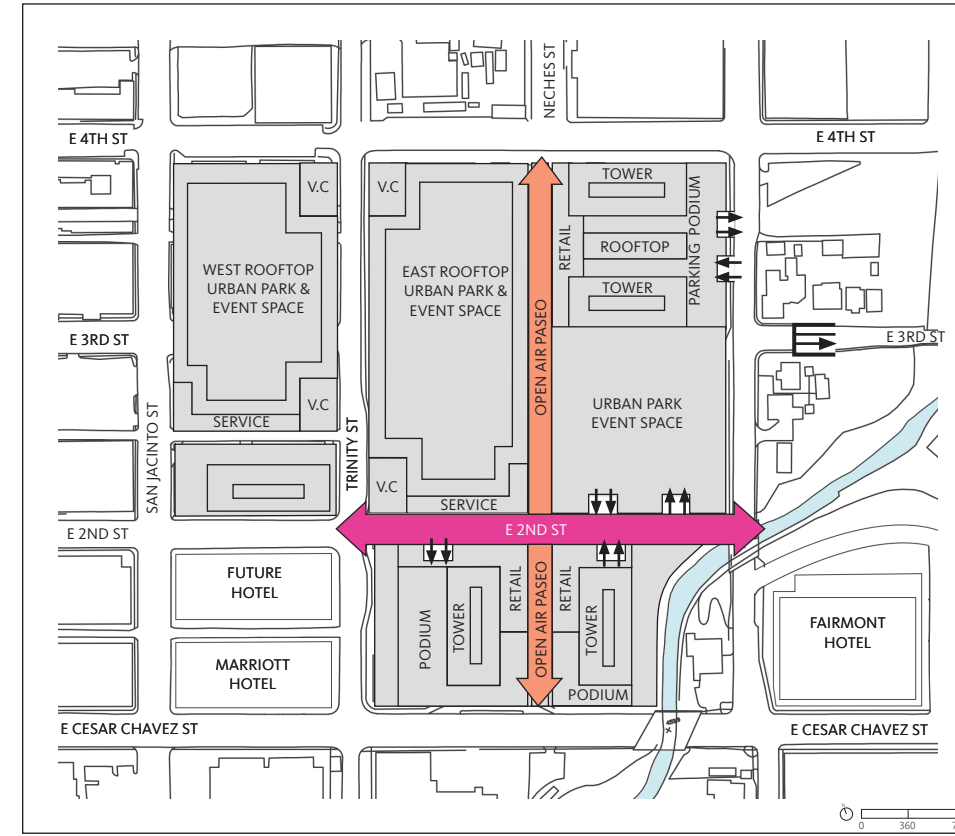 NECHES ST
E 4TH ST
E 4TH ST
V.C
V.C
TOWER
RETAIL
ROOFTOP
PARKING PODIUM
TOWER
WEST ROOFTOP
URBAN PARK &
EVENT SPACE
EAST ROOFTOP
URBAN PARK &
EVENT SPACE
OPEN AIR PASEO
E 3RD ST
E 3RD ST
V.C
SERVICE
URBAN PARK
EVENT SPACE
SAN JACINTO ST
TRINITY ST
V.C
SERVICE
E 2ND ST
E 2ND ST
FUTURE
HOTEL
PODIUM
TOWER
RETAIL
OPEN AIR PASEO
RETAIL
TOWER
PODIUM
FAIRMONT
HOTEL
MARRIOTT
HOTEL
E CESAR CHAVEZ ST
E CESAR CHAVEZ ST
N
0
360